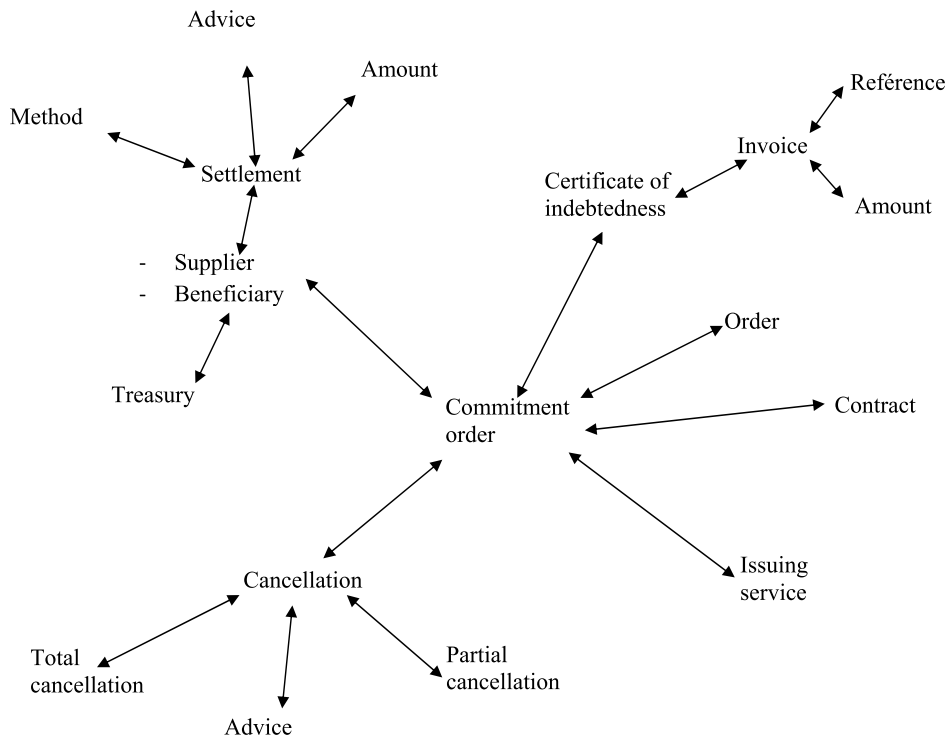 Advice
Amount
Method
Settlement
Reférence
Invoice
Certificate of
indebtedness
Amount
- Supplier
- Beneficiary
Treasury
Order
Commitment
order
Contract
Issuing
service
Cancellation
Total
cancellation
Partial
cancellation
Advice